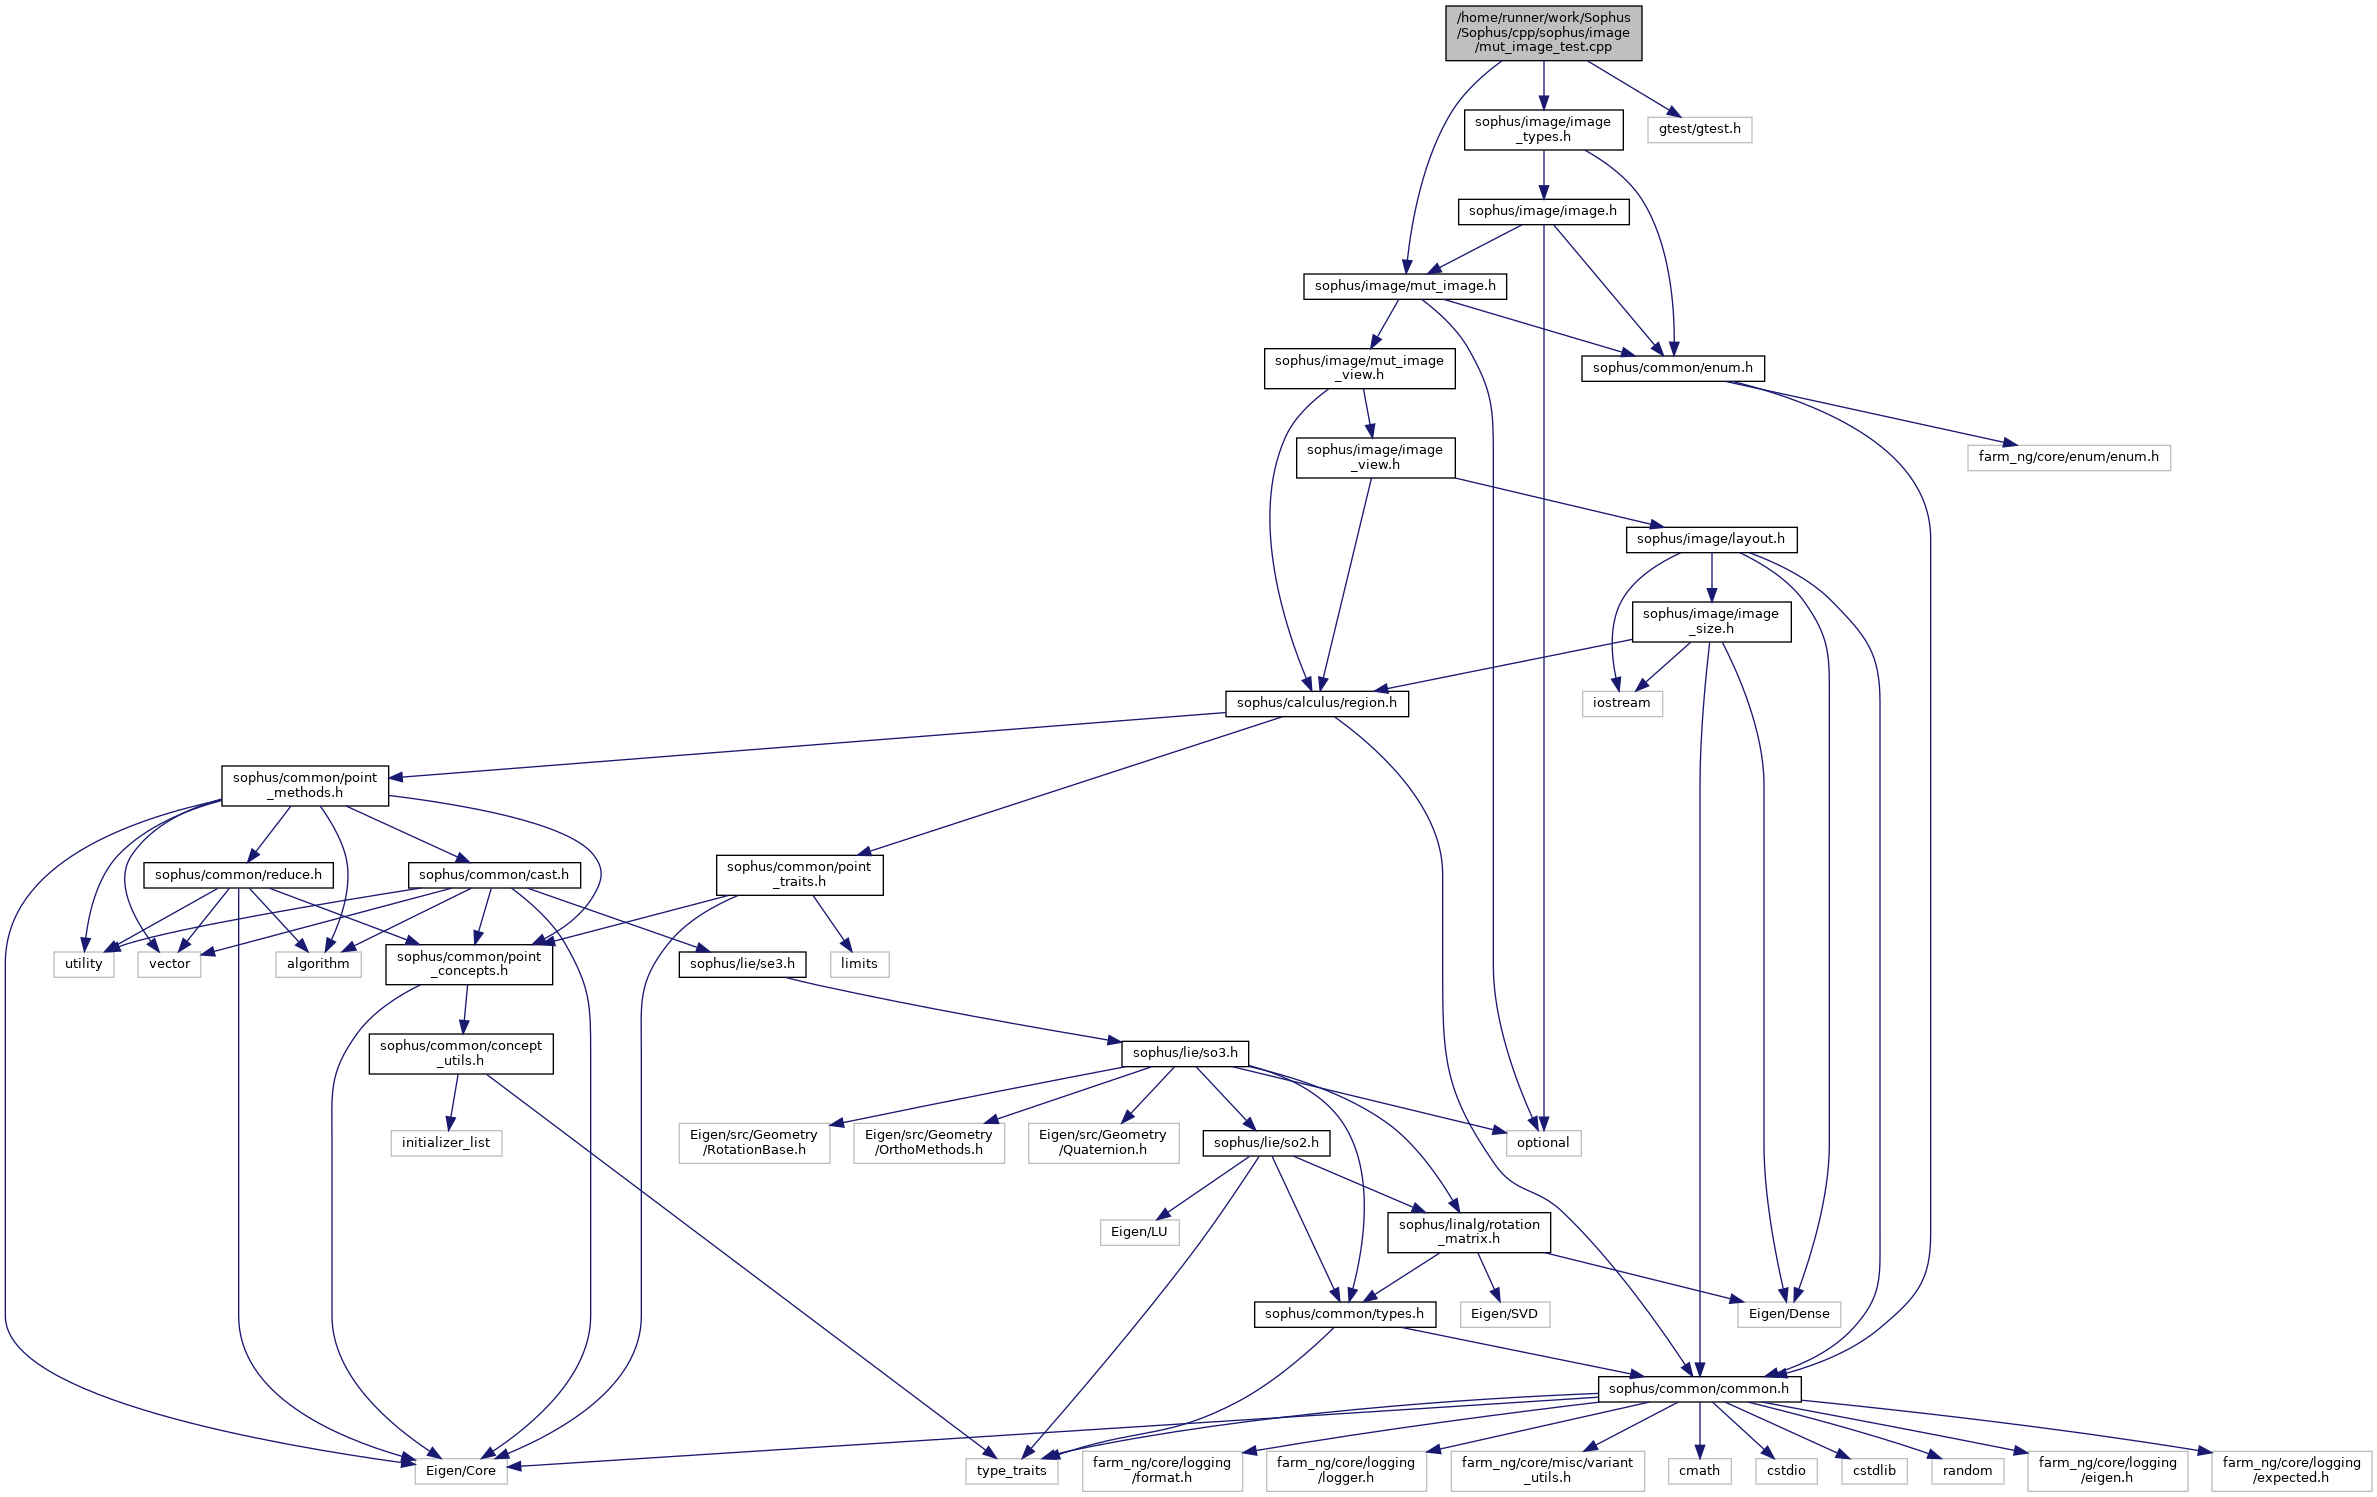 /home/runner/work/Sophus
/Sophus/cpp/sophus/image
/mut_image_test.cpp
sophus/image/image
_types.h
gtest/gtest.h
sophus/image/image.h
sophus/image/mut_image.h
sophus/image/mut_image
_view.h
sophus/common/enum.h
sophus/image/image
_view.h
farm_ng/core/enum/enum.h
sophus/image/layout.h
sophus/image/image
_size.h
sophus/calculus/region.h
iostream
sophus/common/point
_methods.h
sophus/common/reduce.h
sophus/common/cast.h
sophus/common/point
_traits.h
utility
vector
algorithm
sophus/common/point
_concepts.h
sophus/lie/se3.h
limits
sophus/common/concept
_utils.h
sophus/lie/so3.h
initializer_list
Eigen/src/Geometry
/RotationBase.h
Eigen/src/Geometry
/OrthoMethods.h
Eigen/src/Geometry
/Quaternion.h
sophus/lie/so2.h
optional
Eigen/LU
sophus/linalg/rotation
_matrix.h
sophus/common/types.h
Eigen/SVD
Eigen/Dense
sophus/common/common.h
Eigen/Core
type_traits
farm_ng/core/logging
/format.h
farm_ng/core/logging
/logger.h
farm_ng/core/misc/variant
_utils.h
cmath
cstdio
cstdlib
random
farm_ng/core/logging
/eigen.h
farm_ng/core/logging
/expected.h